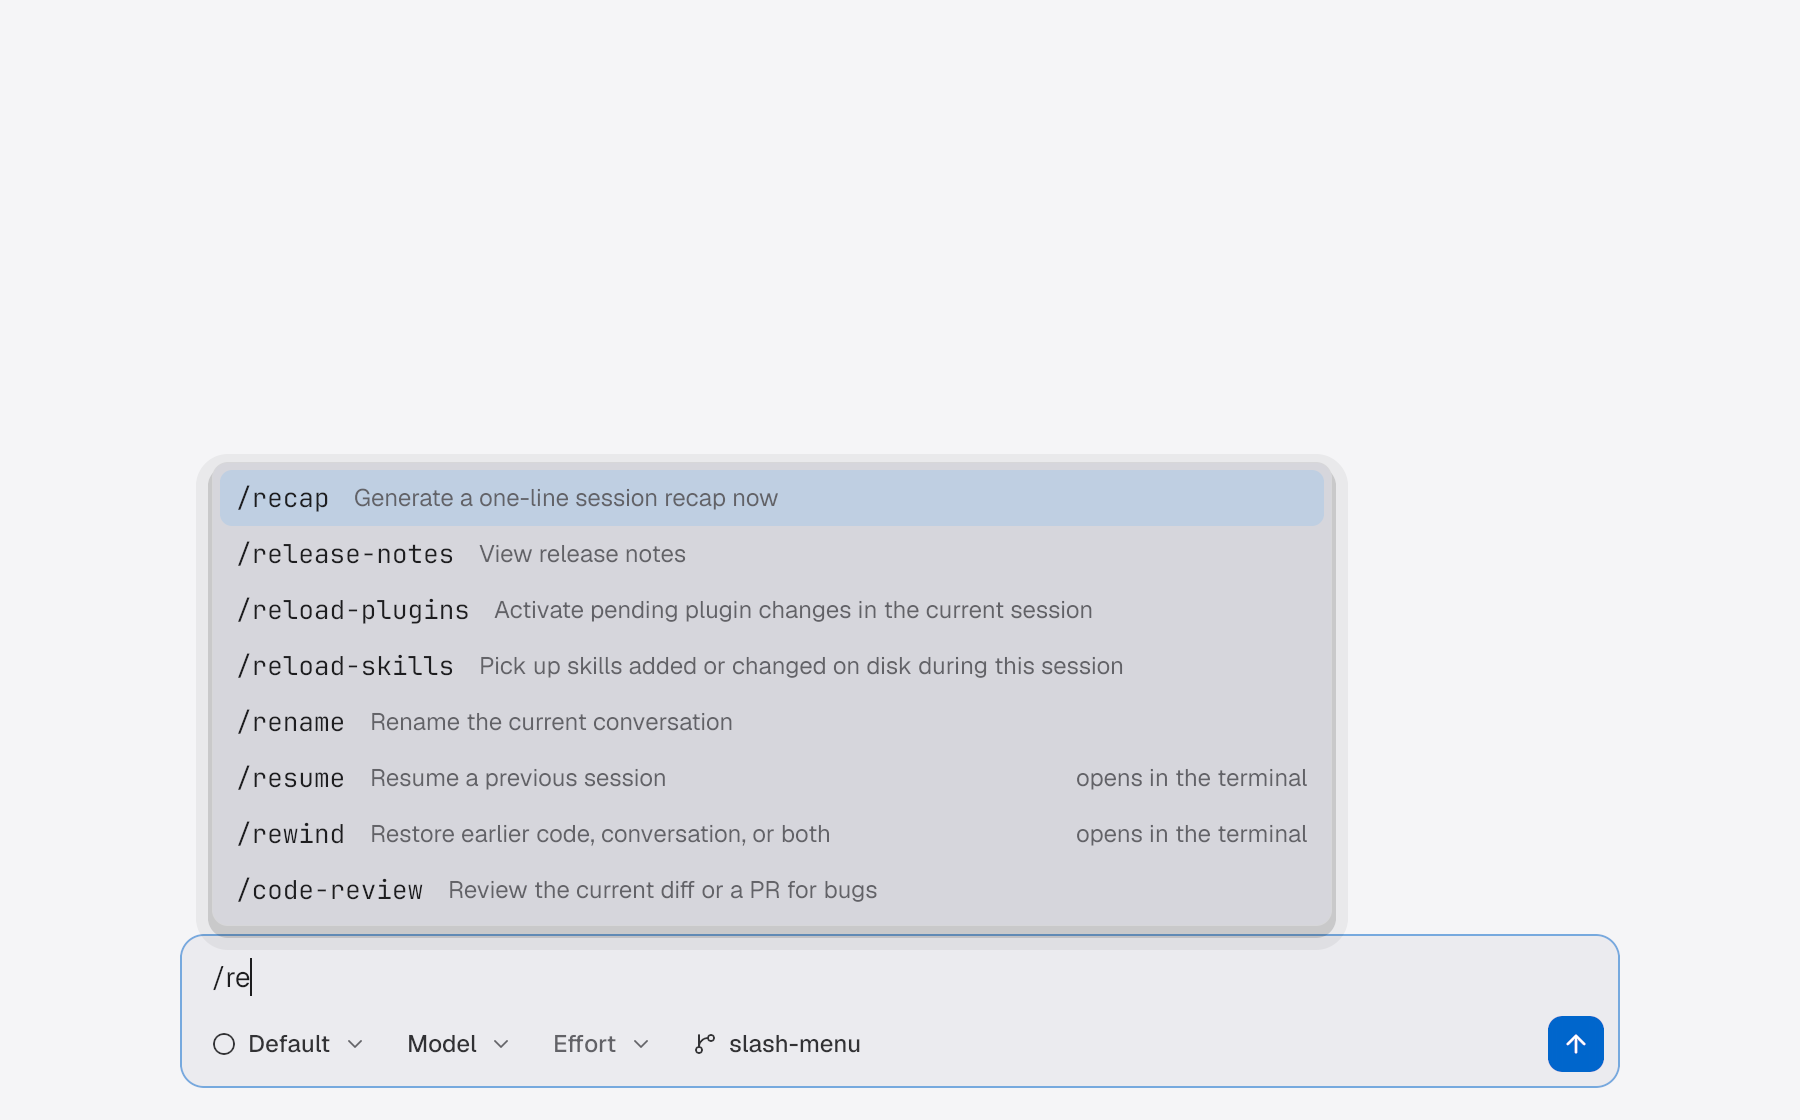 /recap Generate a one-line session recap now
/release-notes View release notes
/reload-plugins Activate pending plugin changes in the current session
/reload-skills Pick up skills added or changed on disk during this session
/rename Rename the current conversation
/resume Resume a previous session opens in the terminal
/rewind Restore earlier code, conversation, or both opens in the terminal
/code-review Review the current diff or a PR for bugs
/re
Default Model Effort slash-menu